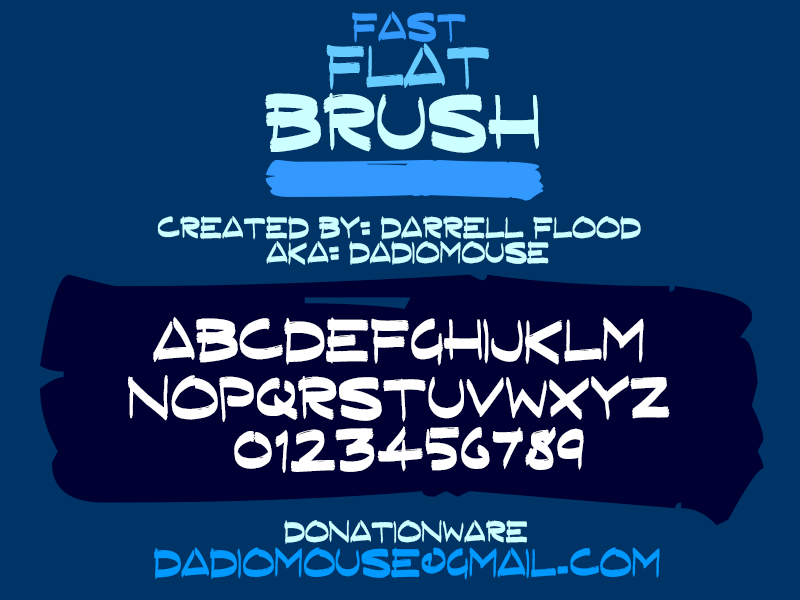 FAST
FLAT
BRUSH
CREATED BY: DARRELL FLOOD
AKA: DADIOMOUSE
ABCDEFGHIJKLM
NOPQRSTUVWXYZ
0123456789
DONATIONWARE
DADIOMOUSE@GMAIL.COM